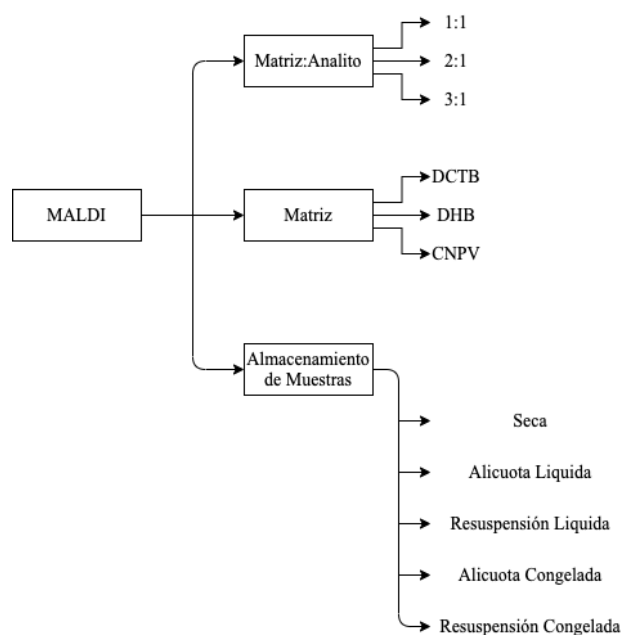 Matriz:Analito
1:1
2:1
3:1
MALDI
Matriz
DCTB
DHB
CNPV
Almacenamiento
de Muestras
Seca
Alicuota Liquida
Resuspensión Liquida
Alicuota Congelada
Resuspensión Congelada